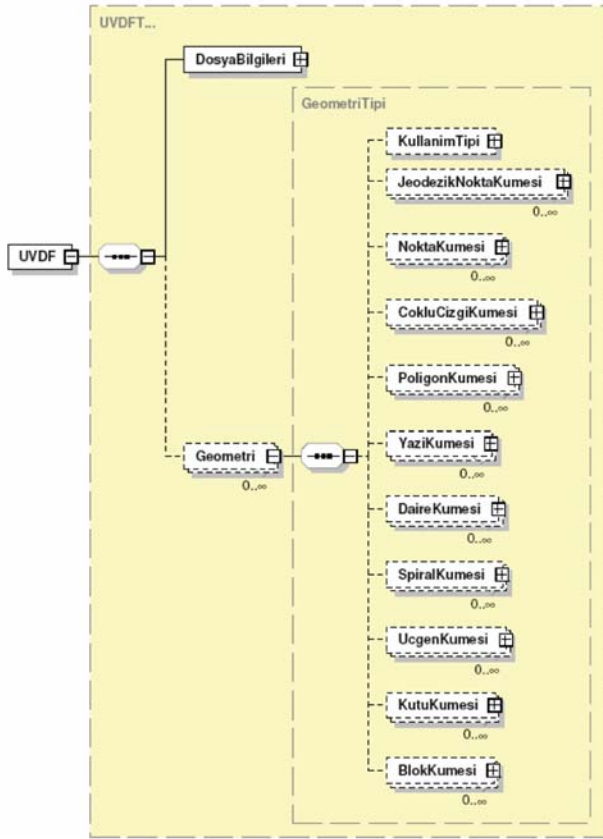 UVDFT...
DosyaBilgileri
GeometriTipi
KullanimTipi
JeodezikNoktaKumesi
0..∞
NoktaKumesi
0..∞
UVDF
CokluCizgiKumesi
0..∞
PoligonKumesi
0..∞
YaziKumesi
Geometri
0..∞
0..∞
DaireKumesi
0..∞
SpiralKumesi
0..∞
UcgenKumesi
0..∞
KutuKumesi
0..∞
BlokKumesi
0..∞